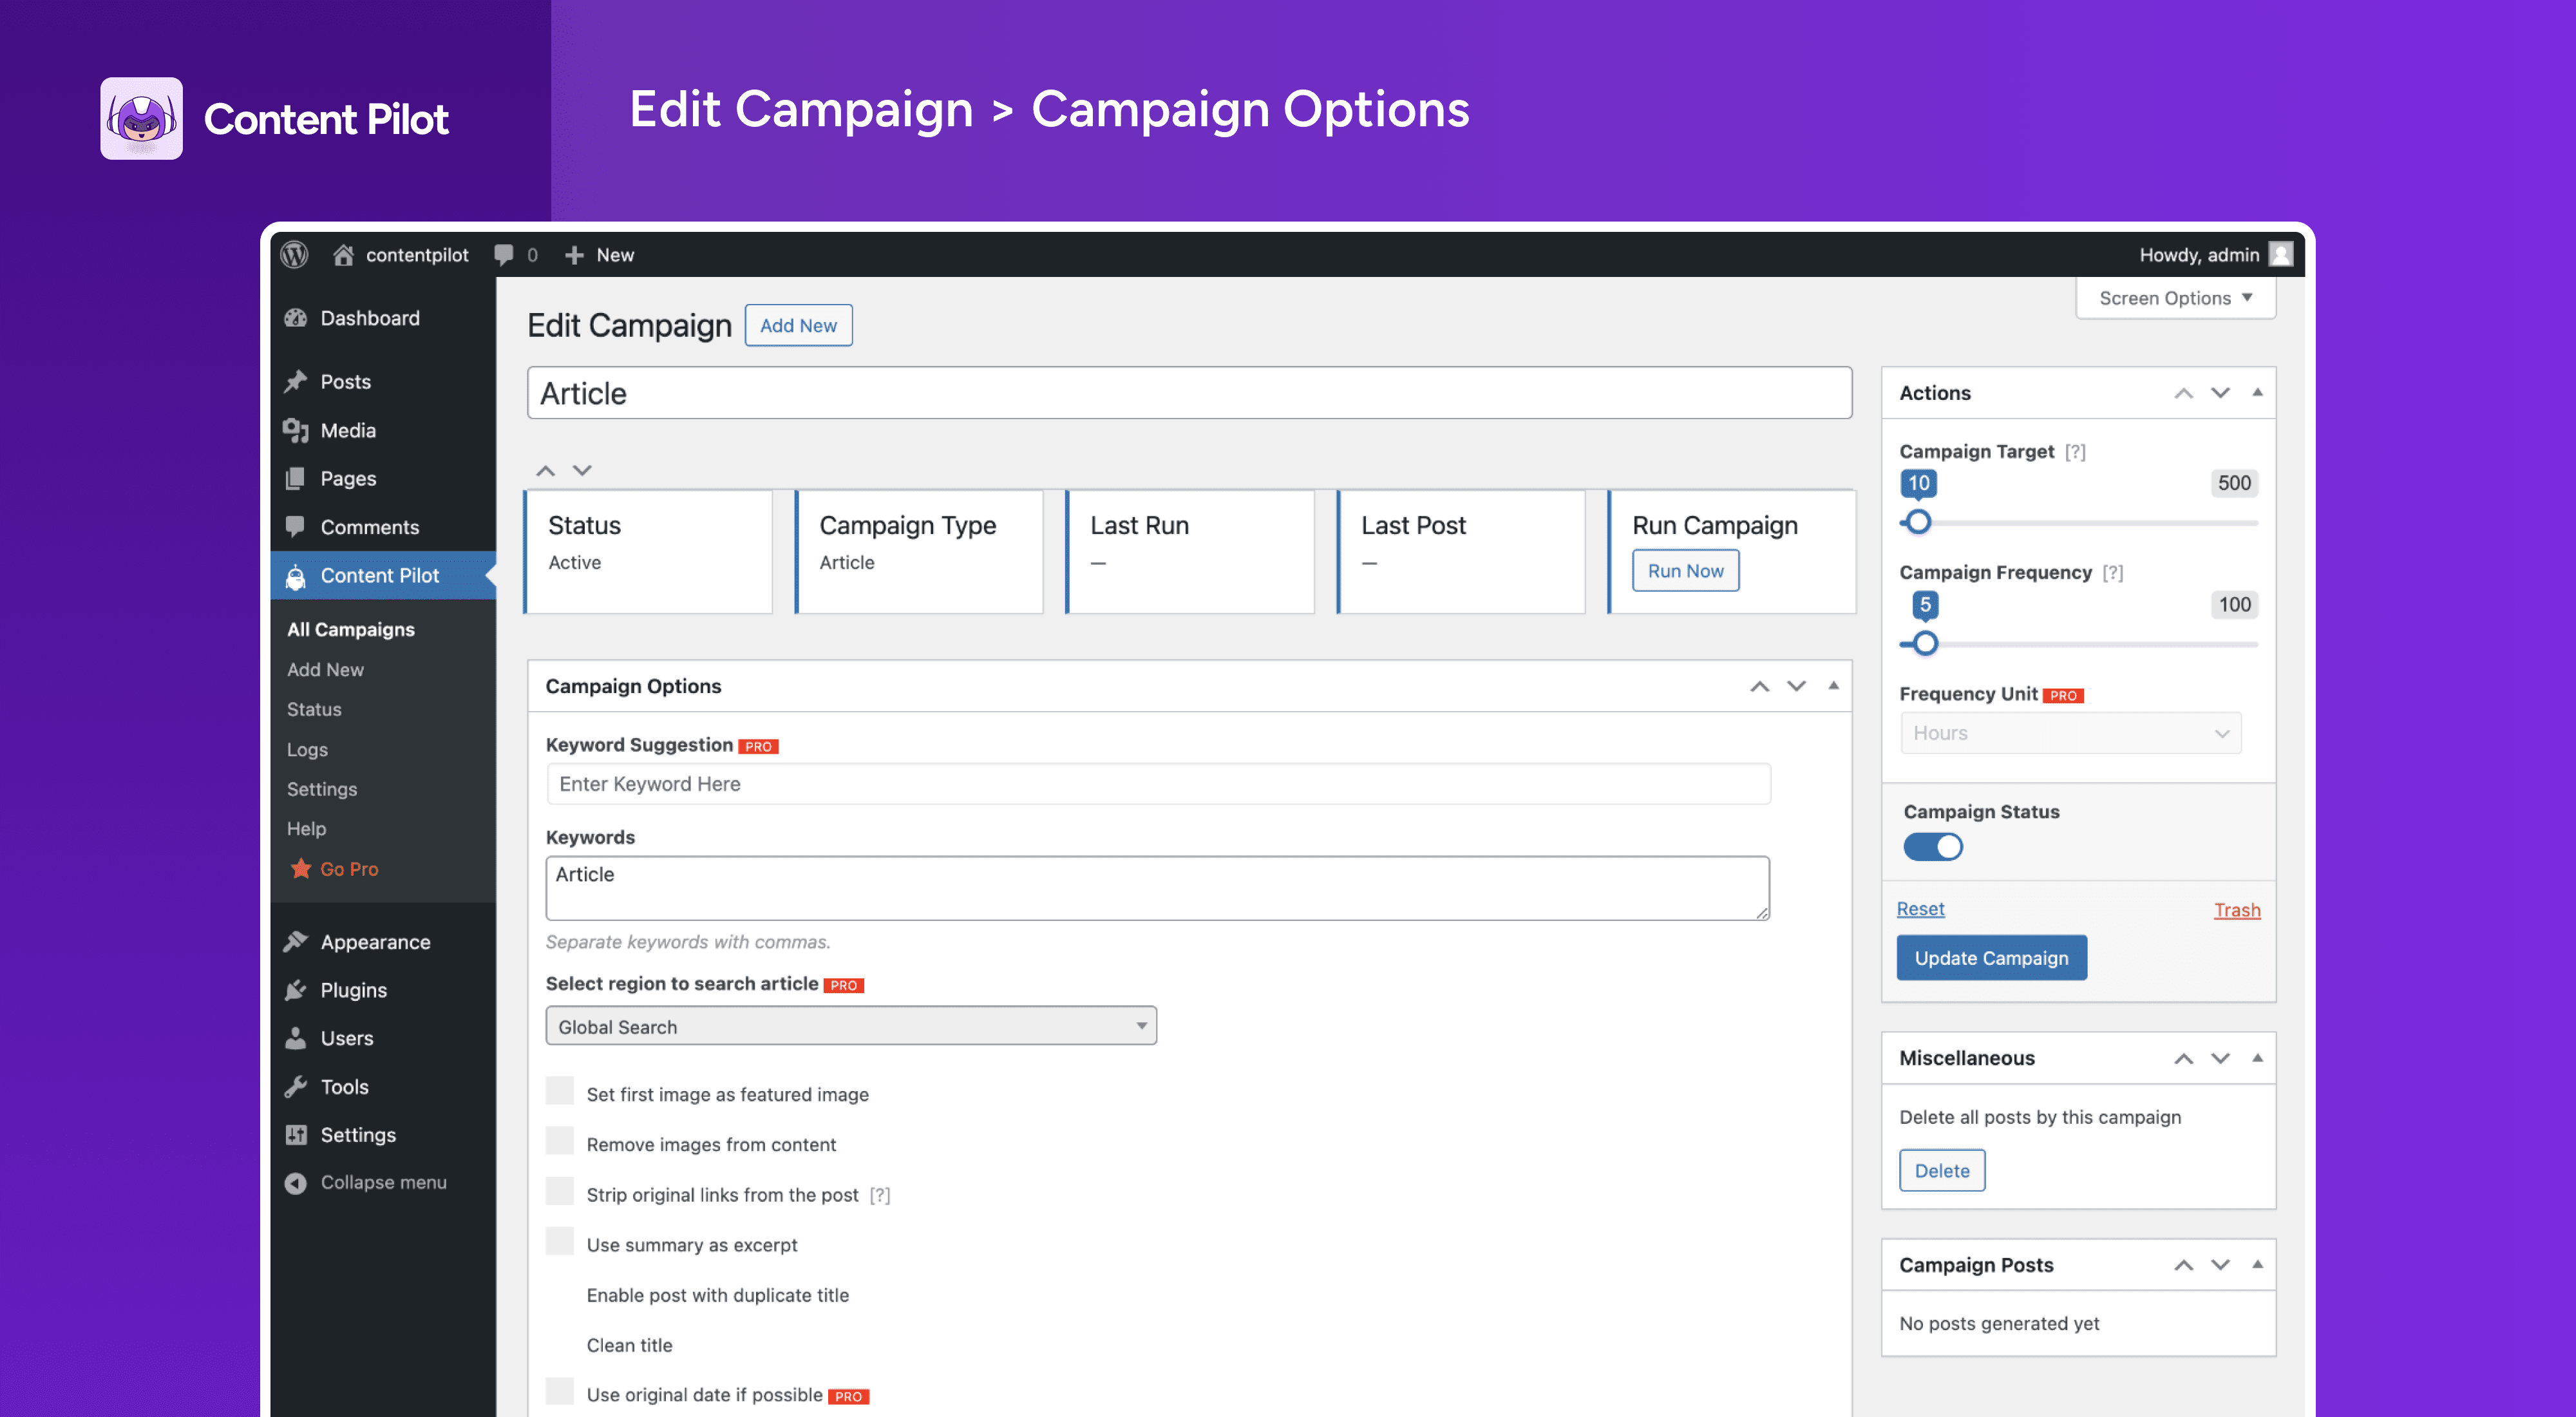 Content Pilot
Edit Campaign > Campaign Options
contentpilot
0
New
Howdy, admin
Dashboard
Posts
Media
Pages
Comments
Content Pilot
All Campaigns
Add New
Status
Logs
Settings
Help
Go Pro
Appearance
Plugins
Users
Tools
Settings
Collapse menu
Screen Options
Edit Campaign
Add New
Article
Status
Active
Campaign Type
Article
Last Run
—
Last Post
—
Run Campaign
Run Now
Campaign Options
Keyword Suggestion PRO
Enter Keyword Here
Keywords
Article
Separate keywords with commas.
Select region to search article PRO
Global Search
Set first image as featured image
Remove images from content
Strip original links from the post [?]
Use summary as excerpt
Enable post with duplicate title
Clean title
Use original date if possible PRO
Actions
Campaign Target [?]
10
500
Campaign Frequency [?]
5
100
Frequency Unit PRO
Hours
Campaign Status
Reset
Trash
Update Campaign
Miscellaneous
Delete all posts by this campaign
Delete
Campaign Posts
No posts generated yet